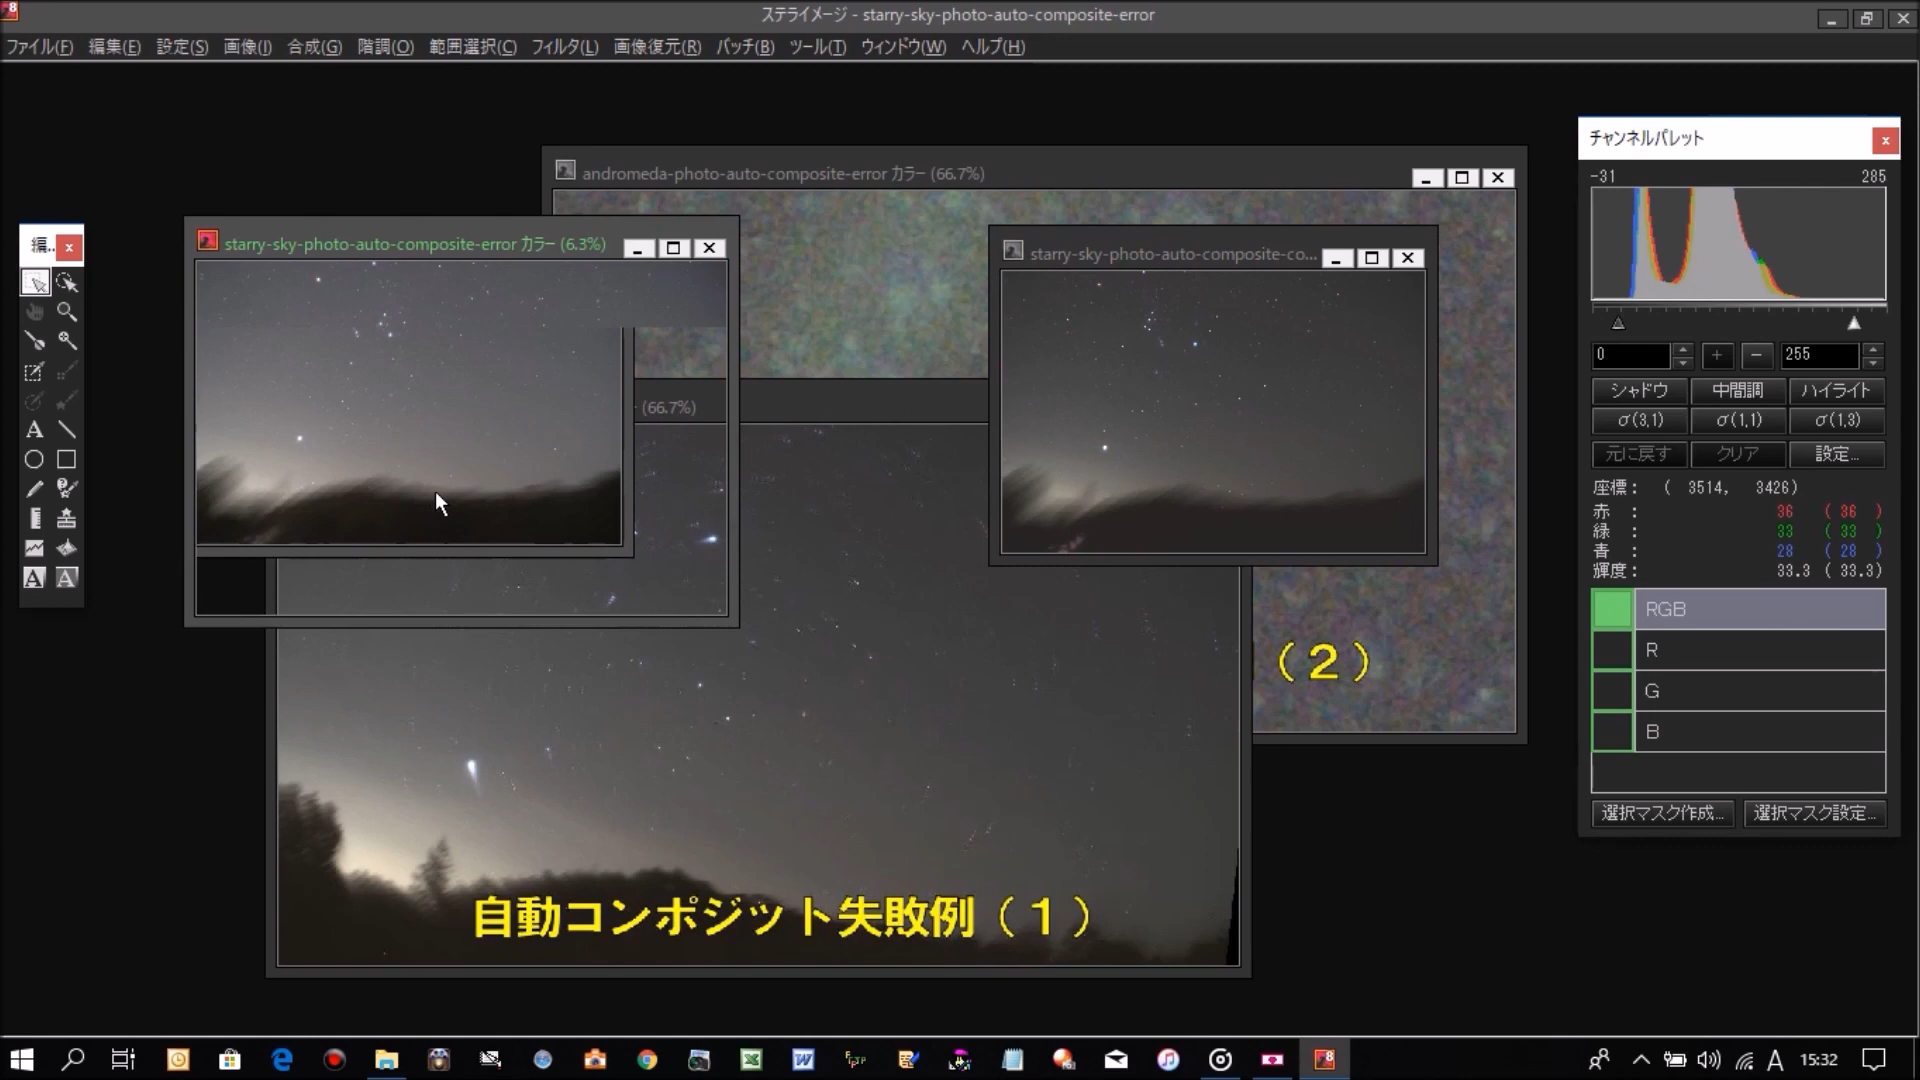 ステライメージ - starry-sky-photo-auto-composite-error
ファイル(F) 編集(E) 設定(S) 画像(I) 合成(G) 階調(O) 範囲選択(C) フィルタ(L) 画像復元(R) バッチ(B) ツール(T) ウィンドウ(W) ヘルプ(H)
andromeda-photo-auto-composite-error カラー (66.7%)
starry-sky-photo-auto-composite-error カラー (6.3%)
starry-sky-photo-auto-composite-co...
(66.7%)
編..
A
A A
(２)
自動コンポジット失敗例（１）
チャンネルパレット
-31 285
0 + - 255
シャドウ 中間調 ハイライト
σ(3,1) σ(1,1) σ(1,3)
元に戻す クリア 設定...
座標： ( 3514, 3426)
赤 ： 36 ( 36 )
緑 ： 33 ( 33 )
青 ： 28 ( 28 )
輝度： 33.3 ( 33.3)
RGB
R
G
B
選択マスク作成... 選択マスク設定...
A 15:32